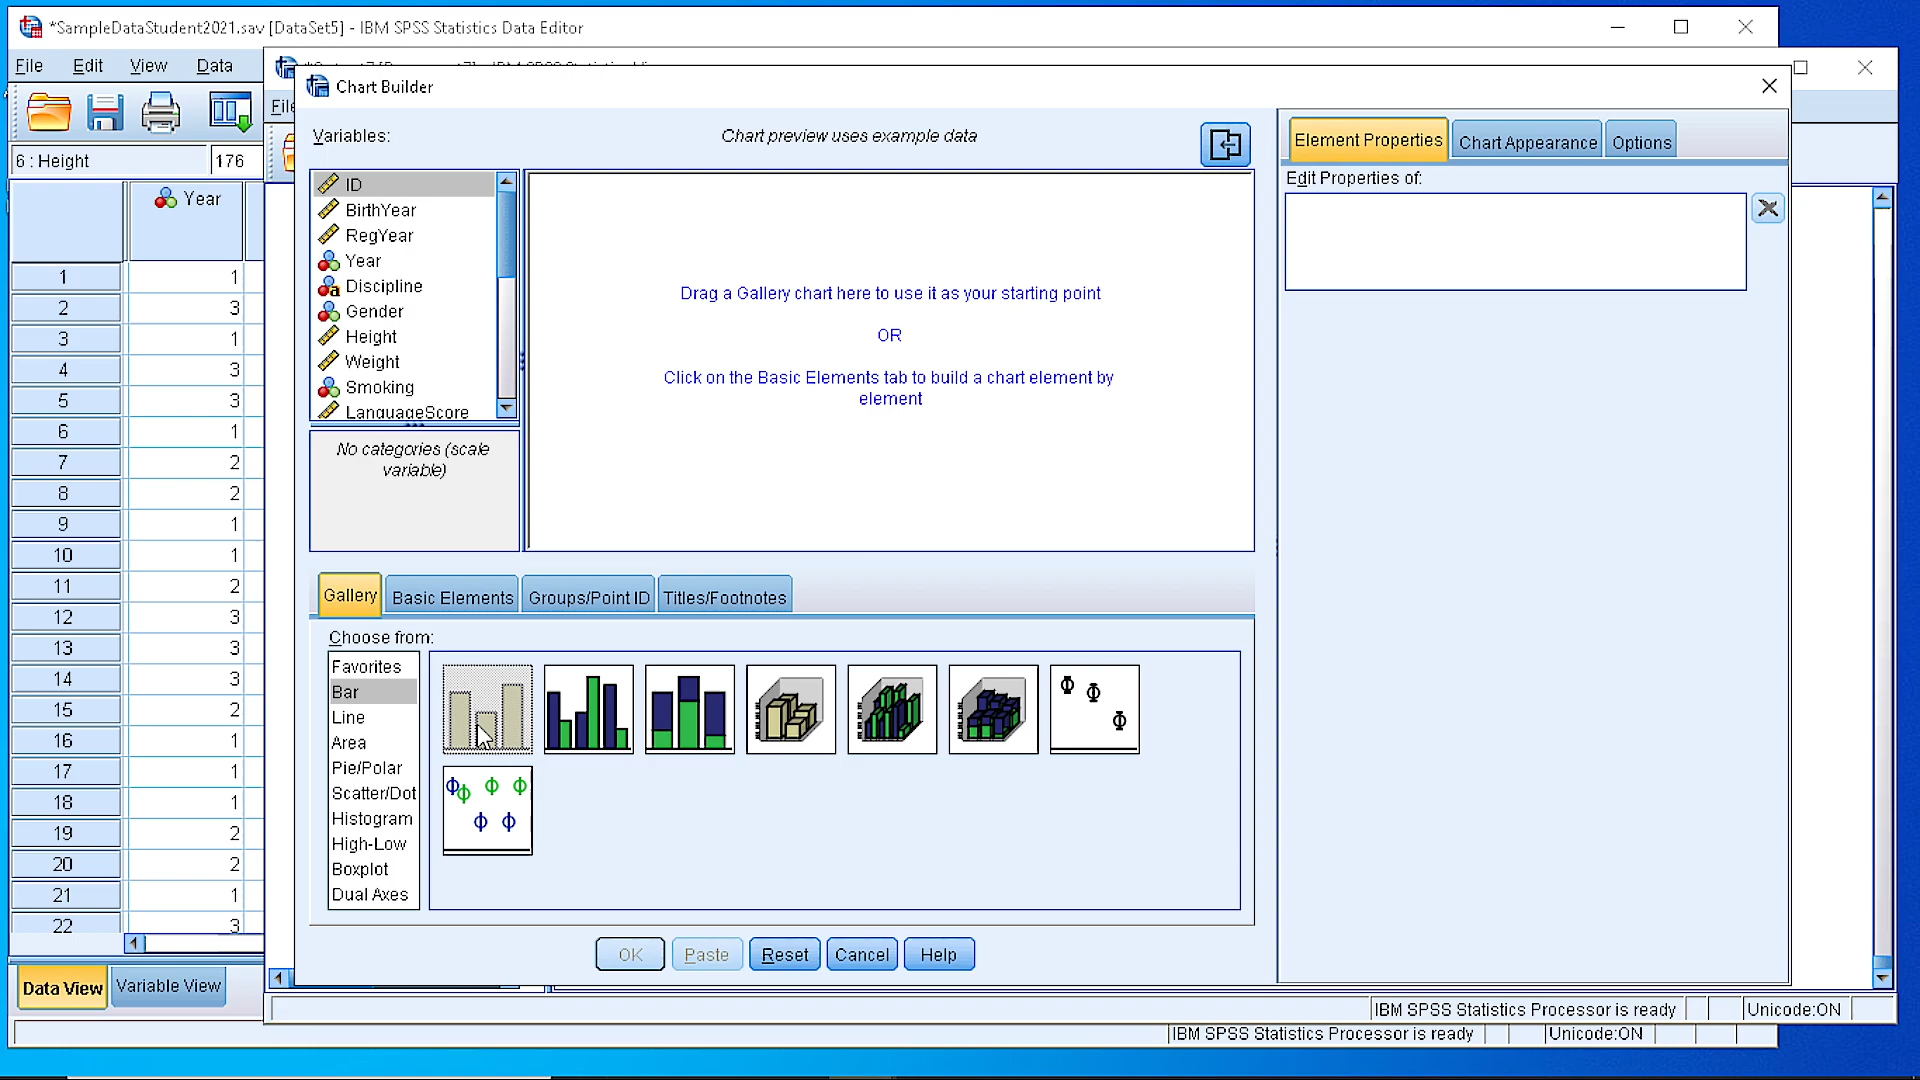 *SampleDataStudent2021.sav [DataSet5] - IBM SPSS Statistics Data Editor
File Edit View Data
Chart Builder
6 : Height 176
Year
1 1
2 3
3 1
4 3
5 3
6 1
7 2
8 2
9 1
10 1
11 2
12 3
13 3
14 3
15 2
16 1
17 1
18 1
19 2
20 2
21 1
22 3
Data View Variable View
Variables:
Chart preview uses example data
ID
BirthYear
RegYear
Year
Discipline
Gender
Height
Weight
Smoking
LanguageScore
No categories (scale
variable)
Drag a Gallery chart here to use it as your starting point
OR
Click on the Basic Elements tab to build a chart element by
element
Gallery Basic Elements Groups/Point ID Titles/Footnotes
Choose from:
Favorites
Bar
Line
Area
Pie/Polar
Scatter/Dot
Histogram
High-Low
Boxplot
Dual Axes
OK Paste Reset Cancel Help
Element Properties Chart Appearance Options
Edit Properties of:
IBM SPSS Statistics Processor is ready Unicode:ON
IBM SPSS Statistics Processor is ready Unicode:ON